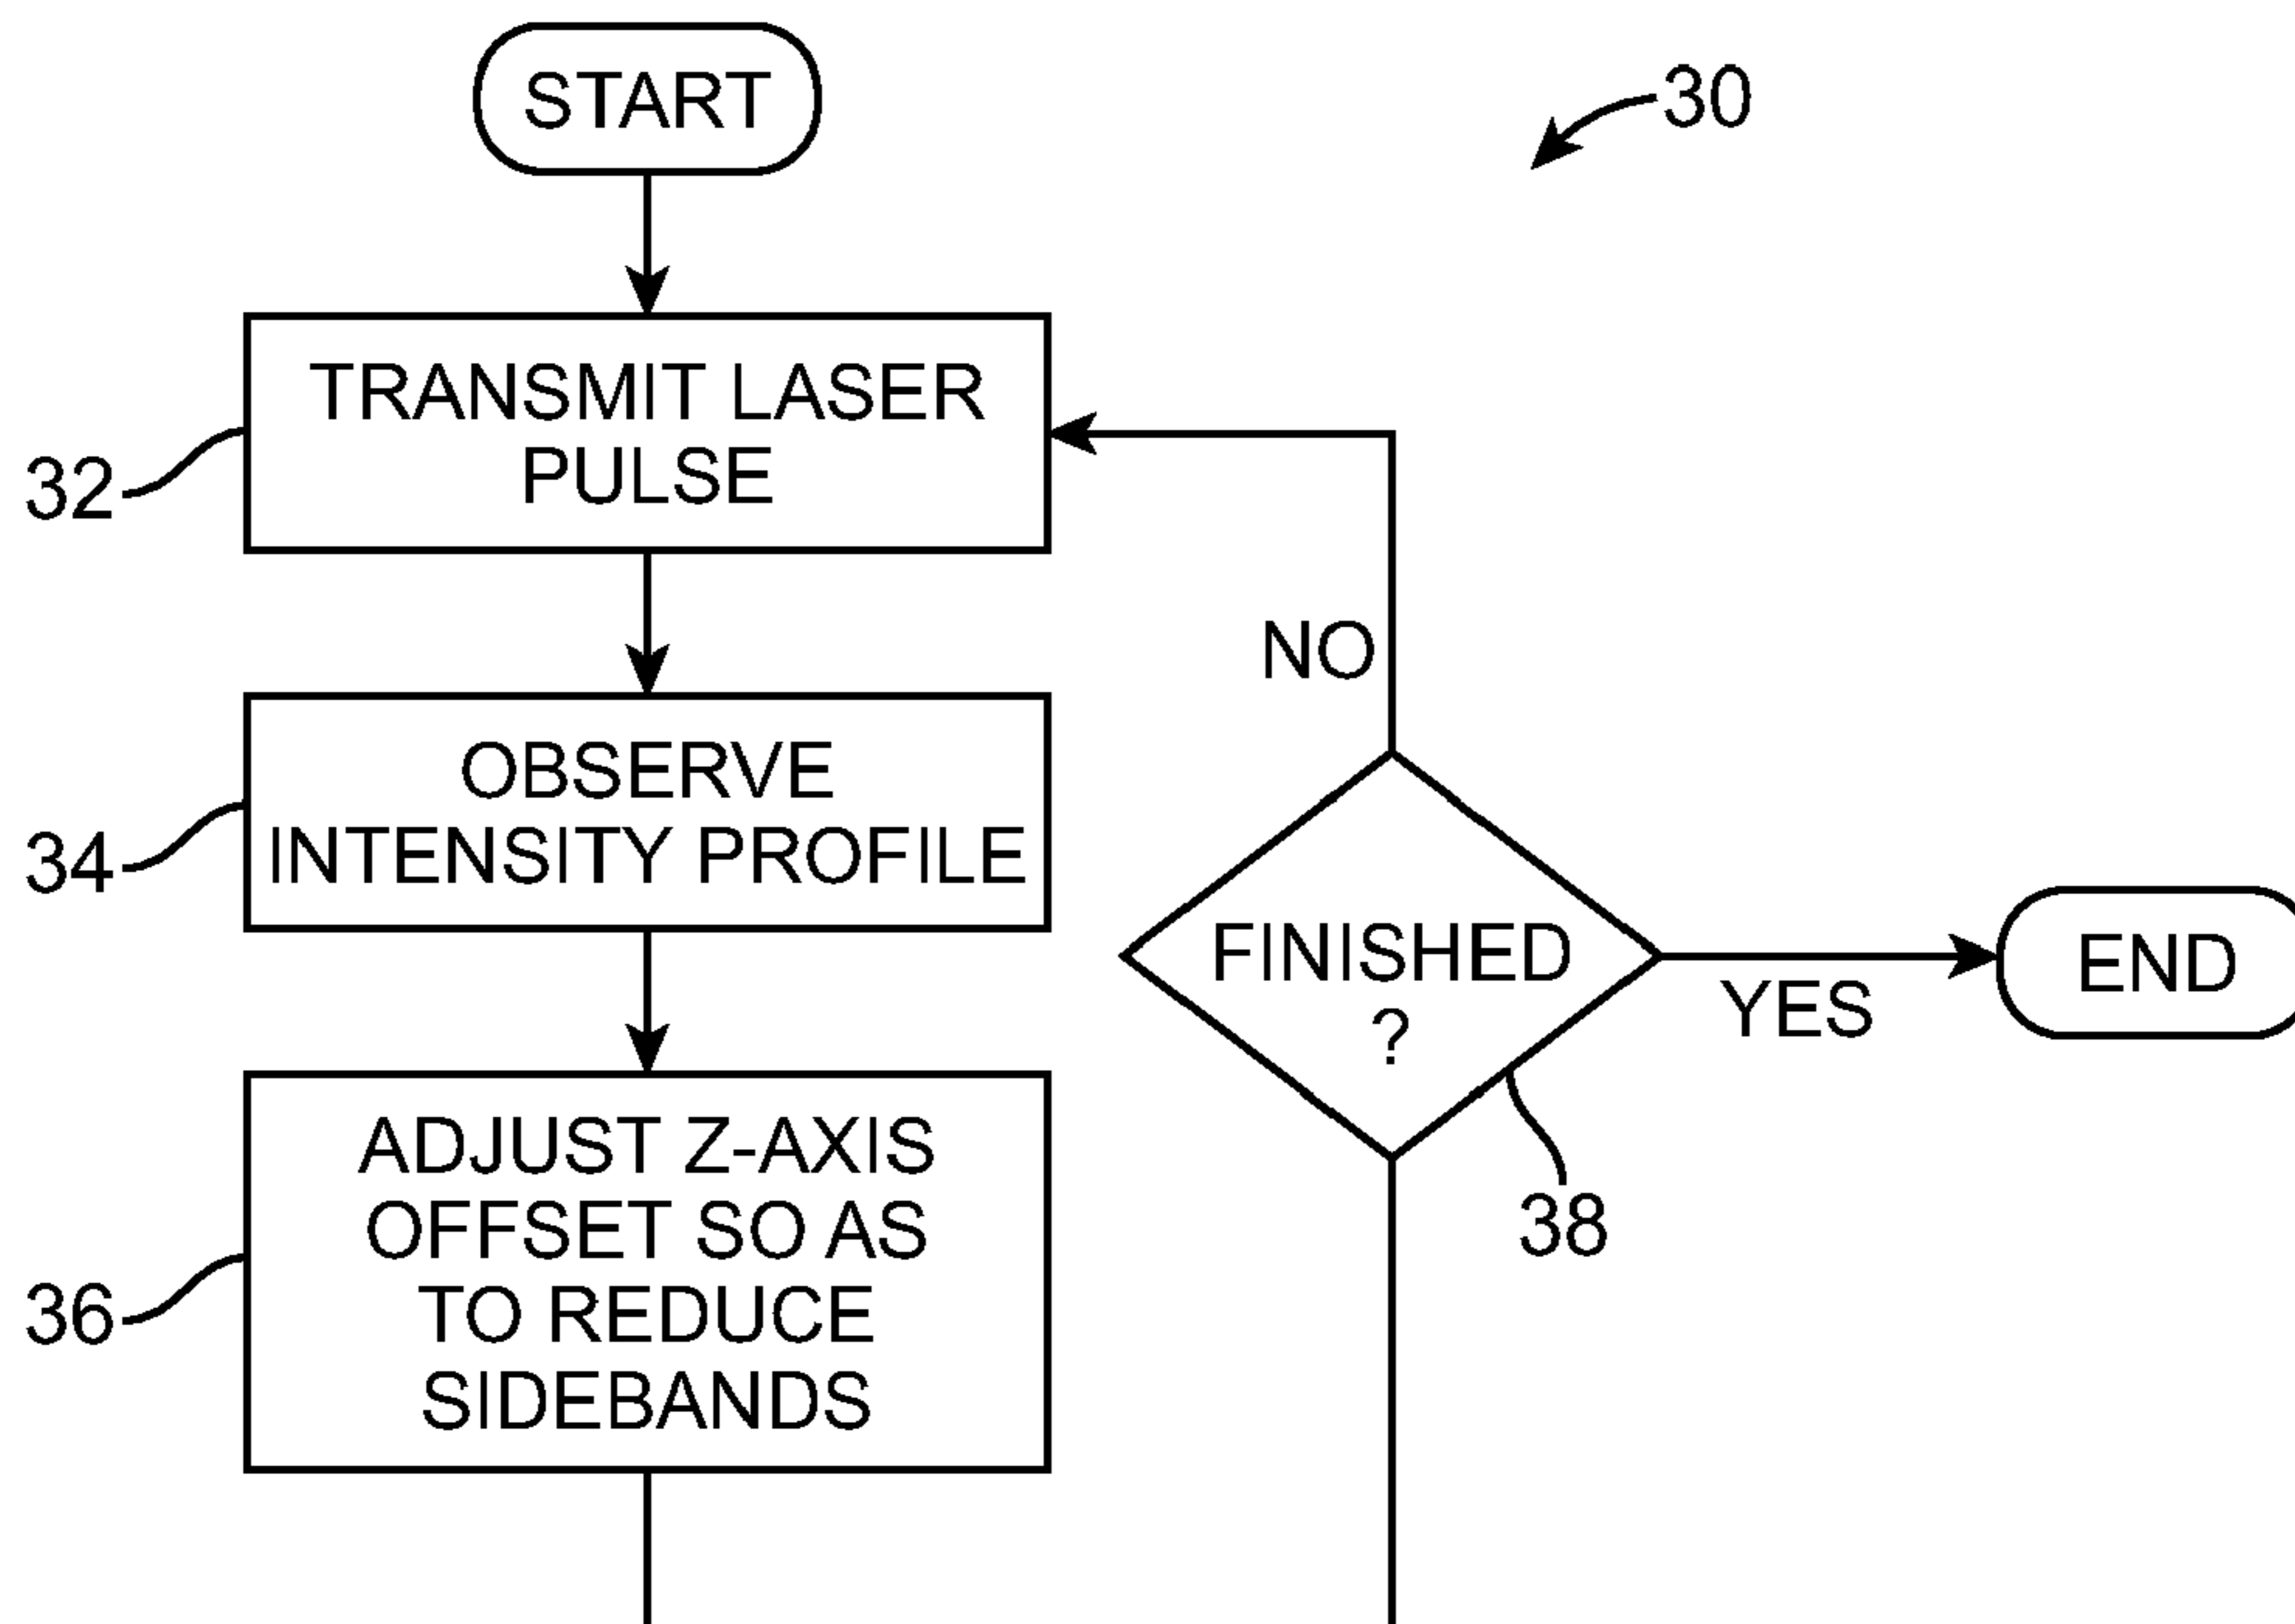 START
30
TRANSMIT LASER
PULSE
32
NO
OBSERVE
INTENSITY PROFILE
34
FINISHED
?
YES
END
ADJUST Z-AXIS
OFFSET SO AS
TO REDUCE
SIDEBANDS
36
38